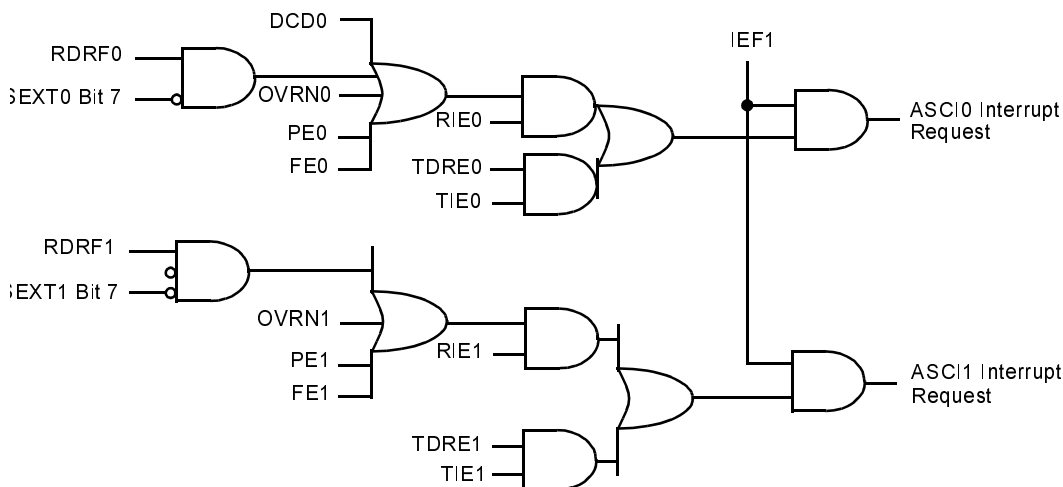 DCD0
IEF1
RDRF0
SEXT0 Bit 7
OVRN0
PE0
FE0
RIE0
TDRE0
TIE0
ASCI0 Interrupt
Request
RDRF1
SEXT1 Bit 7
OVRN1
PE1
FE1
RIE1
TDRE1
TIE1
ASCI1 Interrupt
Request